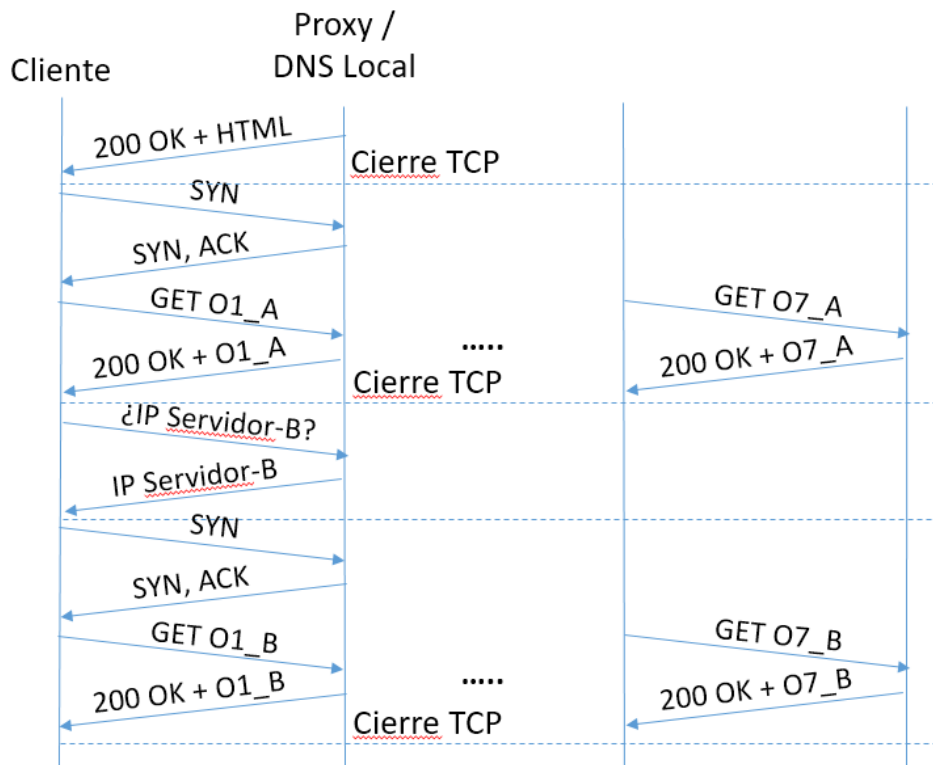 Proxy /
DNS Local
Cliente
200 OK + HTML
Cierre TCP
SYN
SYN, ACK
GET O1_A
GET O7_A
.....
200 OK + O1_A
200 OK + O7_A
Cierre TCP
¿IP Servidor-B?
IP Servidor-B
SYN
SYN, ACK
GET O1_B
GET O7_B
.....
200 OK + O1_B
200 OK + O7_B
Cierre TCP